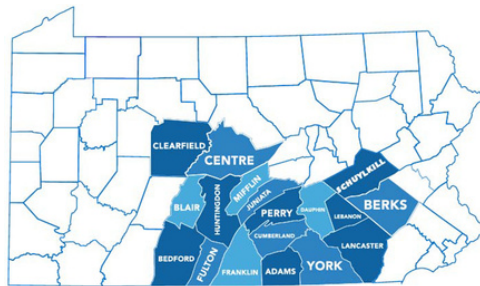 CLEARFIELD
CENTRE
SCHUYLKILL
MIFFLIN
JUNIATA
BLAIR
HUNTINGDON
PERRY
DAUPHIN
LEBANON
BERKS
CUMBERLAND
LANCASTER
BEDFORD
FULTON
FRANKLIN
ADAMS
YORK